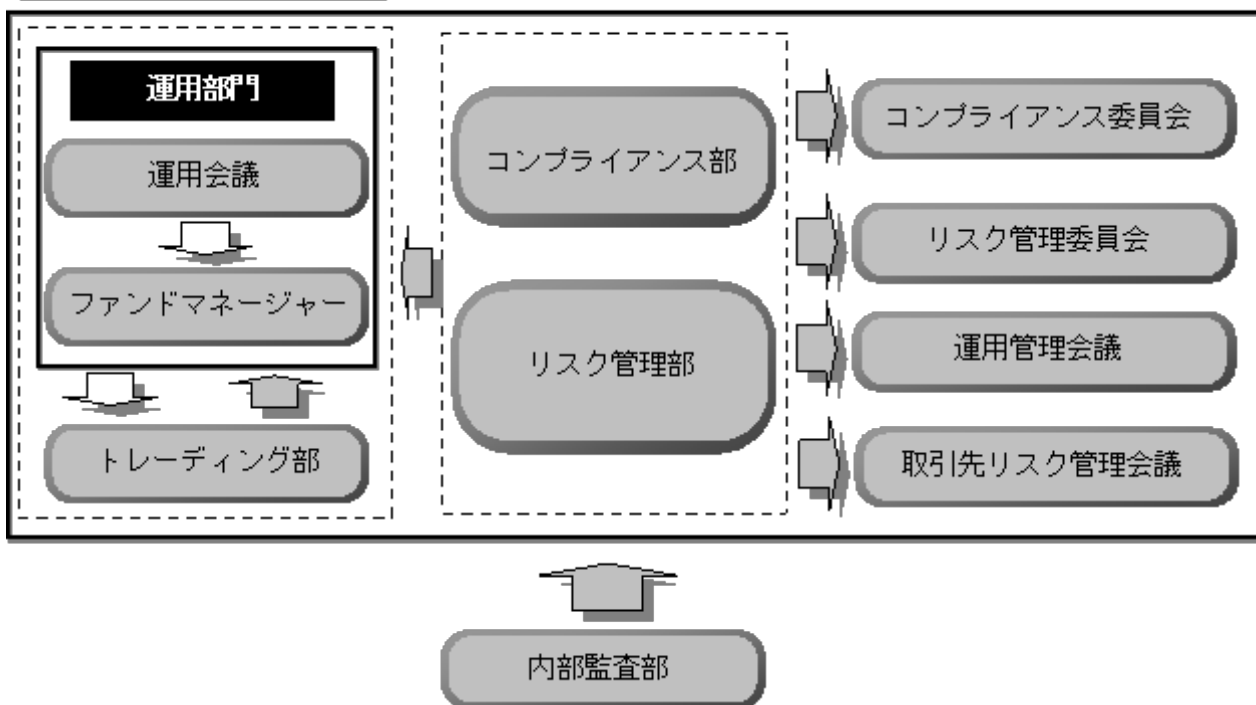 運用部門
運用会議
ファンドマネージャー
トレーディング部
コンプライアンス部
リスク管理部
コンプライアンス委員会
リスク管理委員会
運用管理会議
取引先リスク管理会議
内部監査部